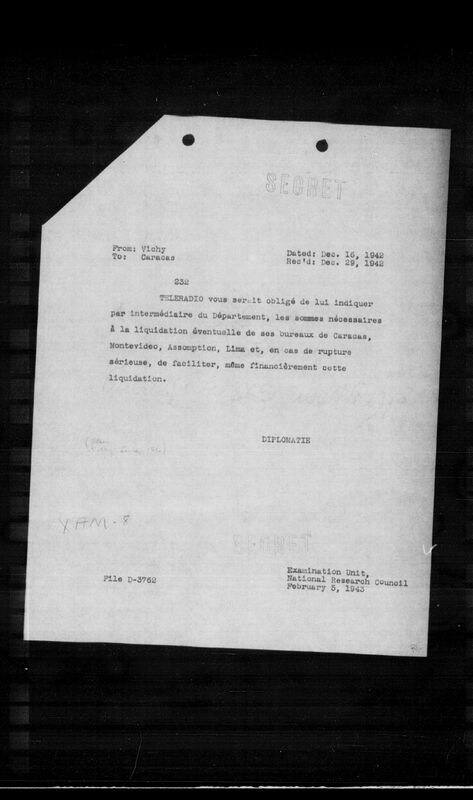 SECRET
From: Vichy
To: Caracas
Dated: Dec. 16, 1942
Rec'd: Dec. 29, 1942
232
TELERADIO vous serait obligé de lui indiquer
par intermédiaire du Département, les sommes nécessaires
À la liquidation éventuelle de ses bureaux de Caracas,
Montevideo, Assomption, Lima et, en cas de rupture
sérieuse, de faciliter, même financièrement cette
liquidation.
DIPLOMATIE
YAM-8
SECRET
File D-3762
Examination Unit,
National Research Council
February 5, 1943